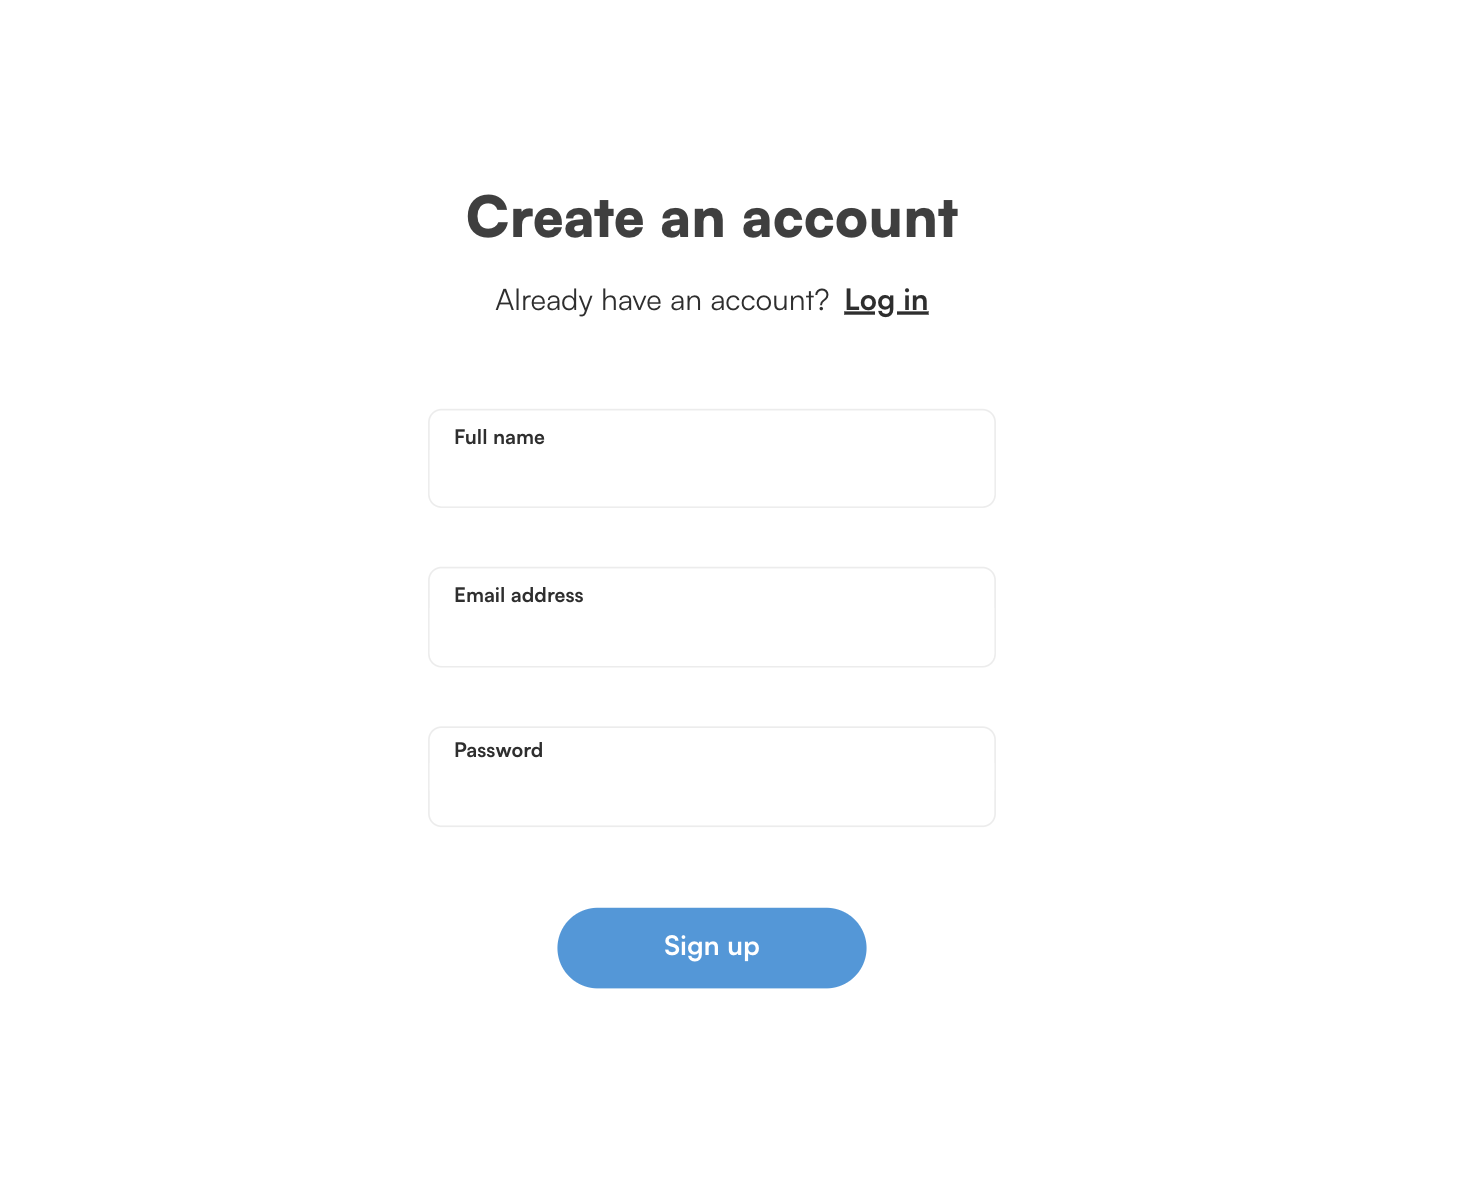 Create an account
Already have an account? Log in
Full name
Email address
Password
Sign up